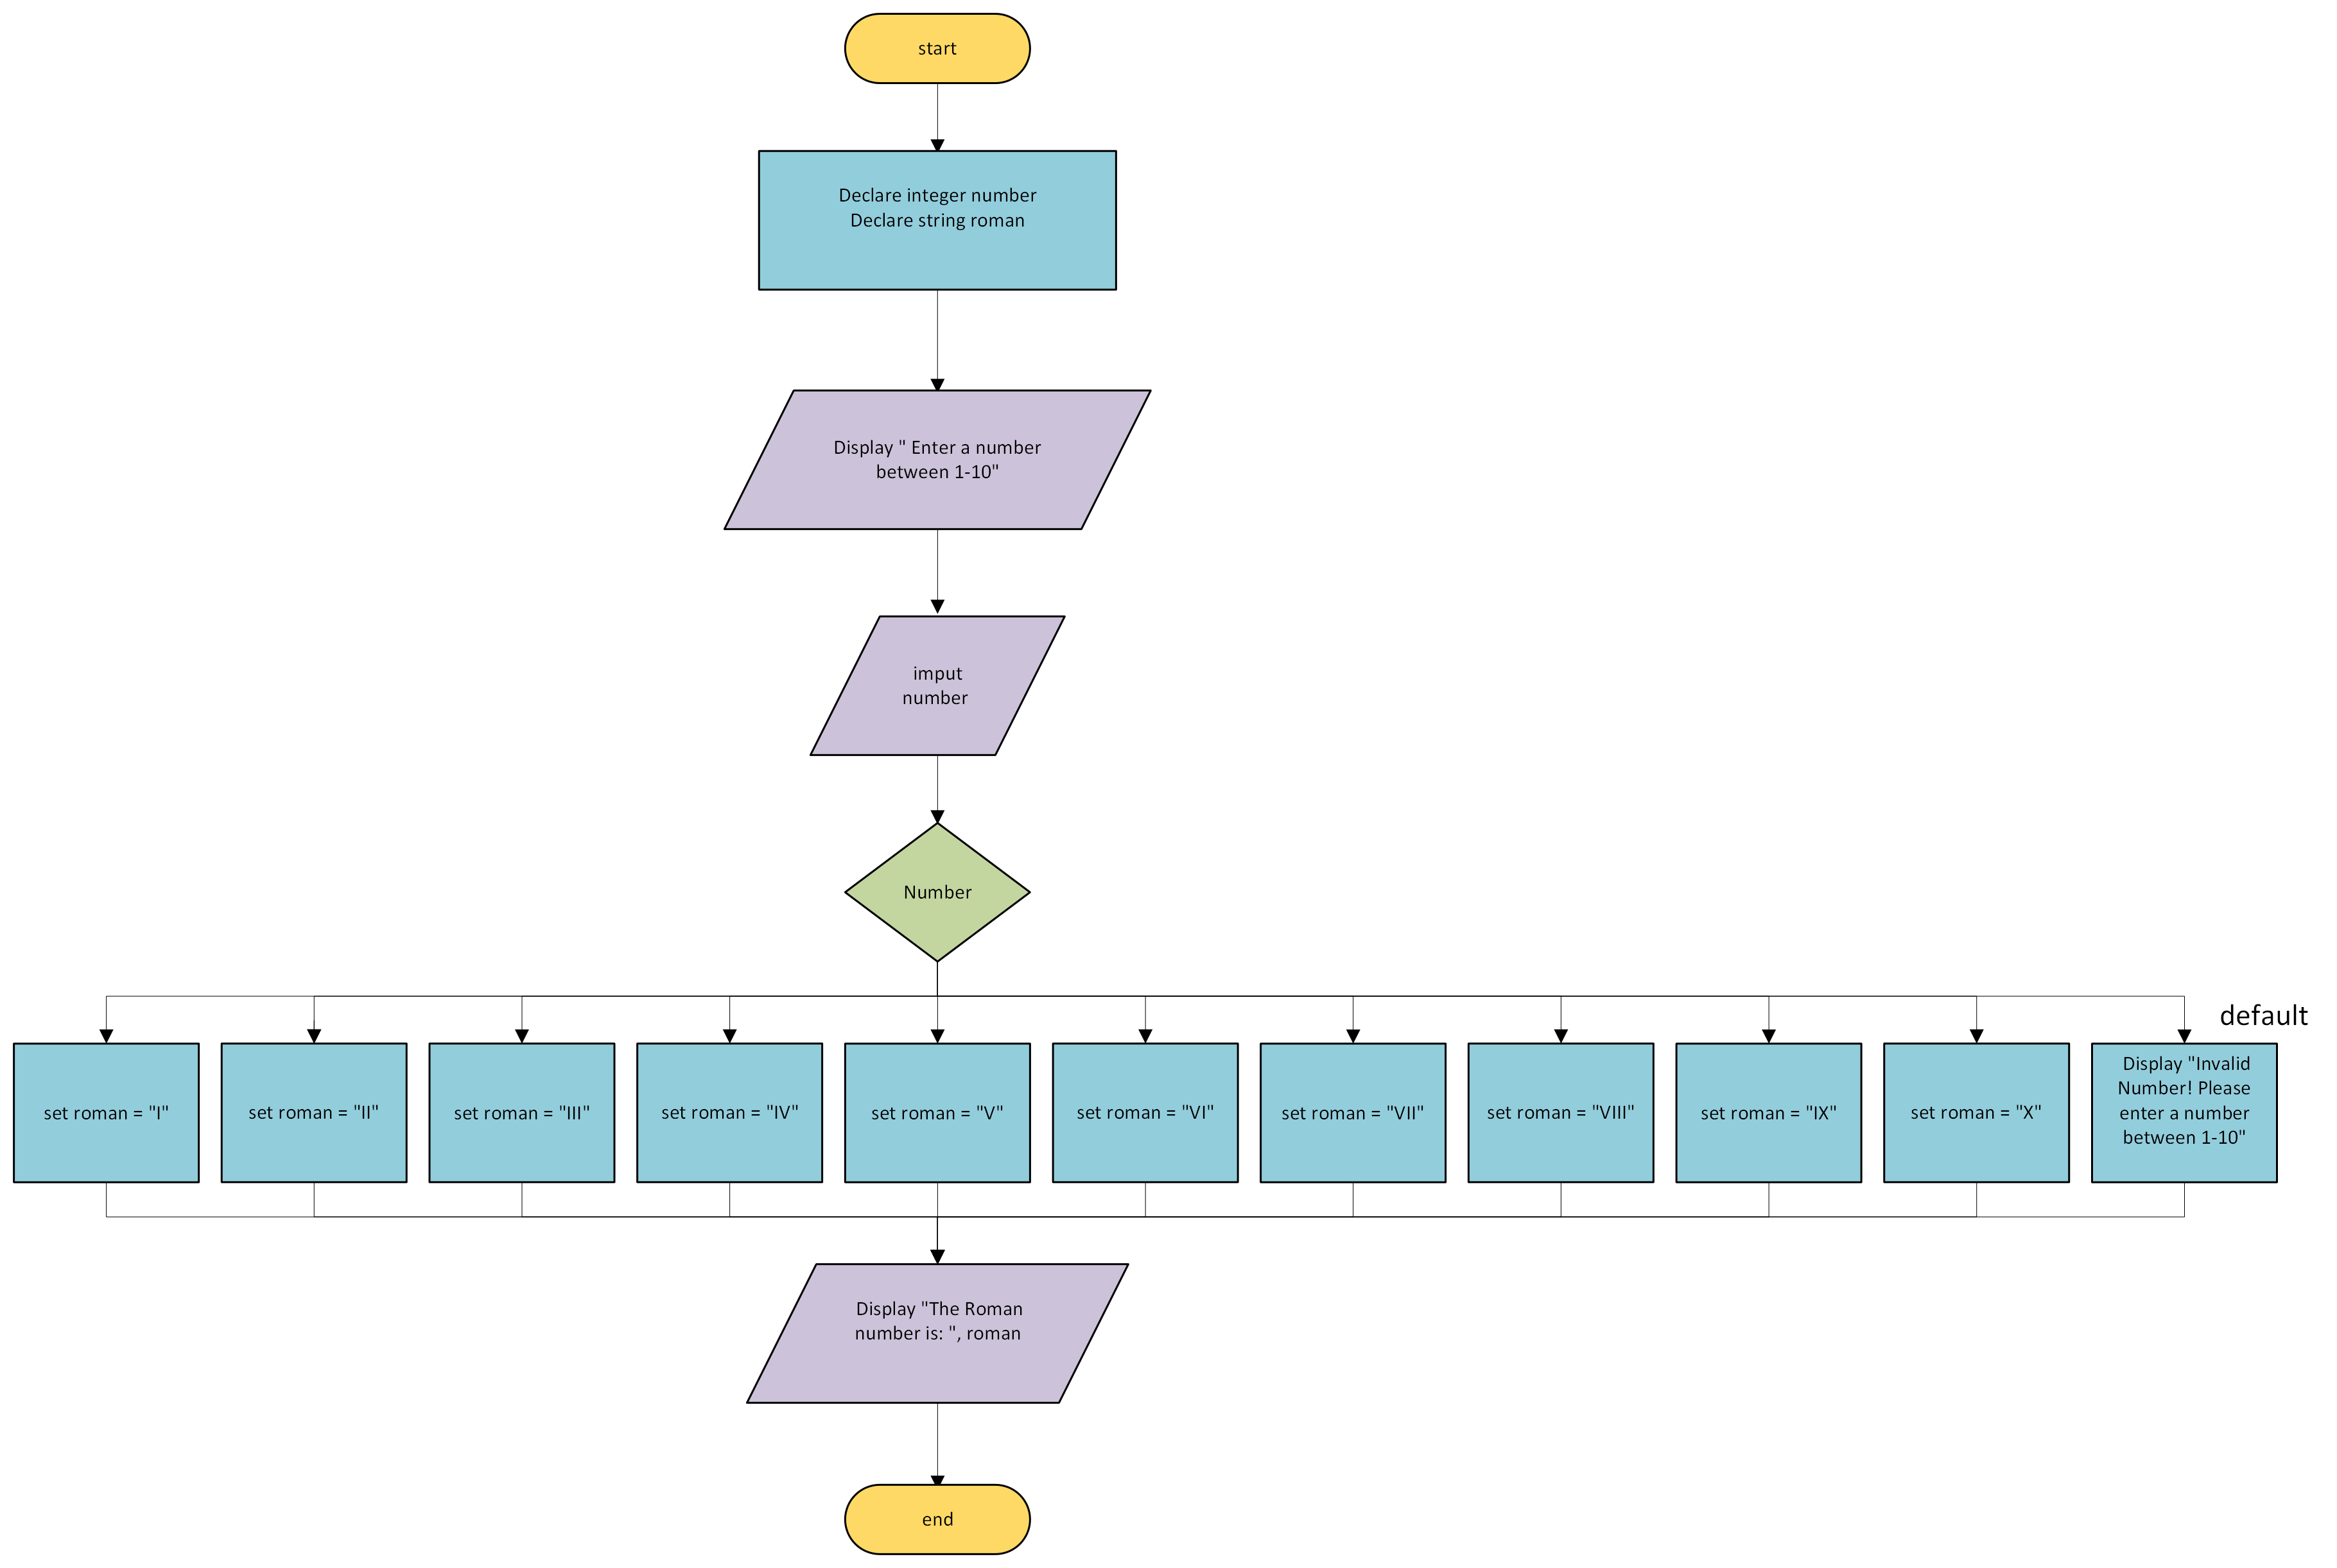 start
Declare integer number
Declare string roman
Display " Enter a number
between 1-10"
imput
number
Number
default
set roman = "I"
set roman = "II"
set roman = "III"
set roman = "IV"
set roman = "V"
set roman = "VI"
set roman = "VII"
set roman = "VIII"
set roman = "IX"
set roman = "X"
Display "Invalid
Number! Please
enter a number
between 1-10"
Display "The Roman
number is: ", roman
end